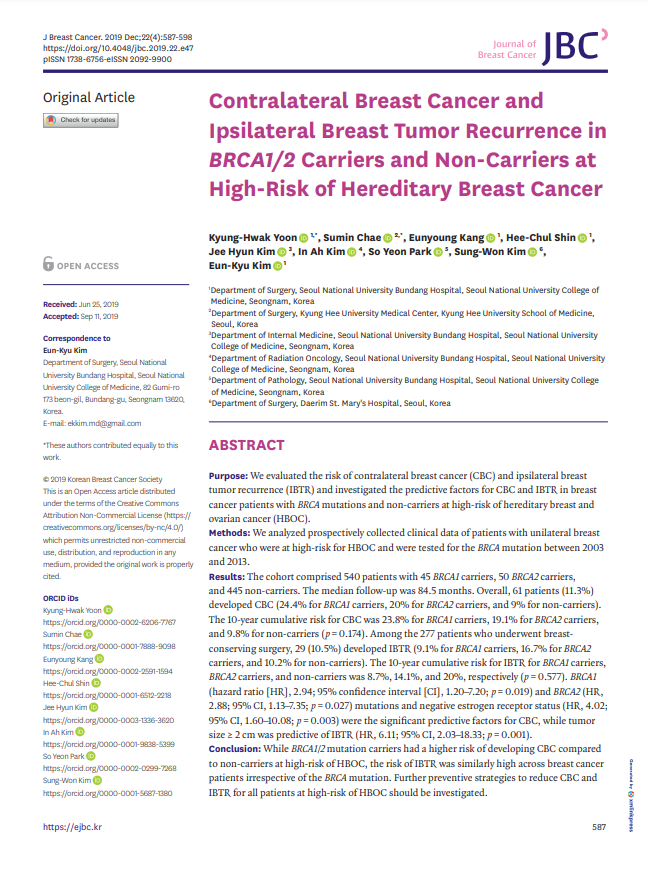 J Breast Cancer. 2019 Dec;22(4):587-598
https://doi.org/10.4048/jbc.2019.22.e47
pISSN 1738-6756·eISSN 2092-9900
Journal of
Breast Cancer
JBC
Original Article
Check for updates
OPEN ACCESS
Received: Jun 25, 2019
Accepted: Sep 11, 2019
Correspondence to
Eun-Kyu Kim
Department of Surgery, Seoul National
University Bundang Hospital, Seoul National
University College of Medicine, 82 Gumi-ro
173 beon-gil, Bundang-gu, Seongnam 13620,
Korea.
E-mail: ekkim.md@gmail.com
*These authors contributed equally to this
work.
© 2019 Korean Breast Cancer Society
This is an Open Access article distributed
under the terms of the Creative Commons
Attribution Non-Commercial License (https://
creativecommons.org/licenses/by-nc/4.0/)
which permits unrestricted non-commercial
use, distribution, and reproduction in any
medium, provided the original work is properly
cited.
ORCID iDs
Kyung-Hwak Yoon iD
https://orcid.org/0000-0002-6206-7767
Sumin Chae iD
https://orcid.org/0000-0001-7888-9098
Eunyoung Kang iD
https://orcid.org/0000-0002-2591-1594
Hee-Chul Shin iD
https://orcid.org/0000-0001-6512-2218
Jee Hyun Kim iD
https://orcid.org/0000-0003-1336-3620
In Ah Kim iD
https://orcid.org/0000-0001-9838-5399
So Yeon Park iD
https://orcid.org/0000-0002-0299-7268
Sung-Won Kim iD
https://orcid.org/0000-0001-5687-1380
Contralateral Breast Cancer and
Ipsilateral Breast Tumor Recurrence in
BRCA1/2 Carriers and Non-Carriers at
High-Risk of Hereditary Breast Cancer
Kyung-Hwak Yoon iD 1,*, Sumin Chae iD 2,*, Eunyoung Kang iD 1, Hee-Chul Shin iD 1,
Jee Hyun Kim iD 3, In Ah Kim iD 4, So Yeon Park iD 5, Sung-Won Kim iD 6,
Eun-Kyu Kim iD 1
1Department of Surgery, Seoul National University Bundang Hospital, Seoul National University College of
Medicine, Seongnam, Korea
2Department of Surgery, Kyung Hee University Medical Center, Kyung Hee University School of Medicine,
Seoul, Korea
3Department of Internal Medicine, Seoul National University Bundang Hospital, Seoul National University
College of Medicine, Seongnam, Korea
4Department of Radiation Oncology, Seoul National University Bundang Hospital, Seoul National University
College of Medicine, Seongnam, Korea
5Department of Pathology, Seoul National University Bundang Hospital, Seoul National University College
of Medicine, Seongnam, Korea
6Department of Surgery, Daerim St. Mary's Hospital, Seoul, Korea
ABSTRACT
Purpose: We evaluated the risk of contralateral breast cancer (CBC) and ipsilateral breast
tumor recurrence (IBTR) and investigated the predictive factors for CBC and IBTR in breast
cancer patients with BRCA mutations and non-carriers at high-risk of hereditary breast and
ovarian cancer (HBOC).
Methods: We analyzed prospectively collected clinical data of patients with unilateral breast
cancer who were at high-risk for HBOC and were tested for the BRCA mutation between 2003
and 2013.
Results: The cohort comprised 540 patients with 45 BRCA1 carriers, 50 BRCA2 carriers,
and 445 non-carriers. The median follow-up was 84.5 months. Overall, 61 patients (11.3%)
developed CBC (24.4% for BRCA1 carriers, 20% for BRCA2 carriers, and 9% for non-carriers).
The 10-year cumulative risk for CBC was 23.8% for BRCA1 carriers, 19.1% for BRCA2 carriers,
and 9.8% for non-carriers (p = 0.174). Among the 277 patients who underwent breast-
conserving surgery, 29 (10.5%) developed IBTR (9.1% for BRCA1 carriers, 16.7% for BRCA2
carriers, and 10.2% for non-carriers). The 10-year cumulative risk for IBTR for BRCA1 carriers,
BRCA2 carriers, and non-carriers was 8.7%, 14.1%, and 20%, respectively (p = 0.577). BRCA1
(hazard ratio [HR], 2.94; 95% confidence interval [CI], 1.20–7.20; p = 0.019) and BRCA2 (HR,
2.88; 95% CI, 1.13–7.35; p = 0.027) mutations and negative estrogen receptor status (HR, 4.02;
95% CI, 1.60–10.08; p = 0.003) were the significant predictive factors for CBC, while tumor
size ≥ 2 cm was predictive of IBTR (HR, 6.11; 95% CI, 2.03–18.33; p = 0.001).
Conclusion: While BRCA1/2 mutation carriers had a higher risk of developing CBC compared
to non-carriers at high-risk of HBOC, the risk of IBTR was similarly high across breast cancer
patients irrespective of the BRCA mutation. Further preventive strategies to reduce CBC and
IBTR for all patients at high-risk of HBOC should be investigated.
Generated by xmlinkpress
https://ejbc.kr
587